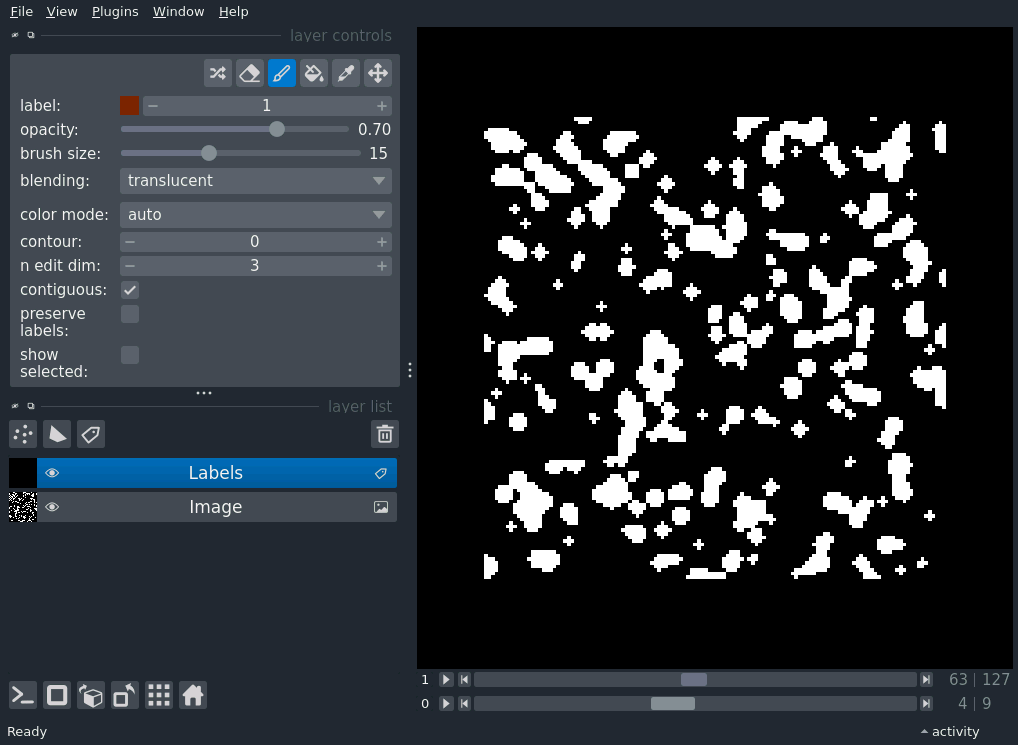 File View Plugins Window Help
layer controls
label: 1
opacity: 0.70
brush size: 15
blending: translucent
color mode: auto
contour: 0
n edit dim: 3
contiguous:
preserve
labels:
show
selected:
layer list
Labels
Image
1 63 | 127
0 4 | 9
Ready activity